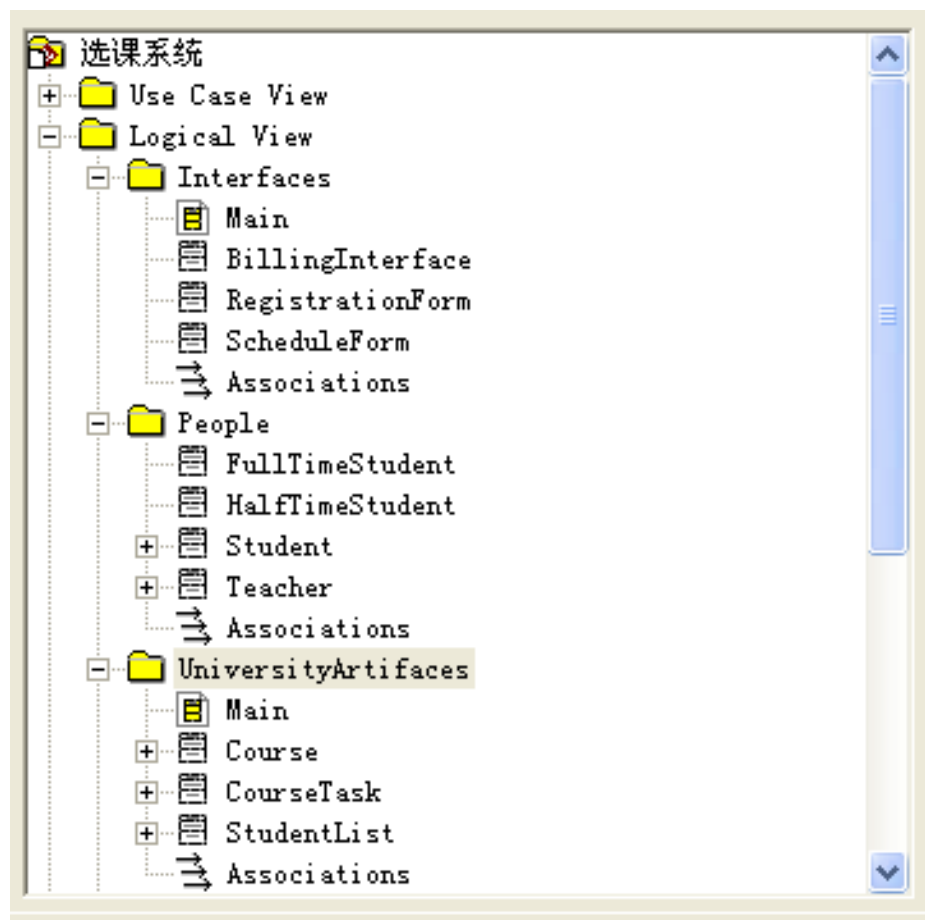 选课系统
Use Case View
Logical View
Interfaces
Main
BillingInterface
RegistrationForm
ScheduleForm
Associations
People
FullTimeStudent
HalfTimeStudent
Student
Teacher
Associations
UniversityArtifaces
Main
Course
CourseTask
StudentList
Associations